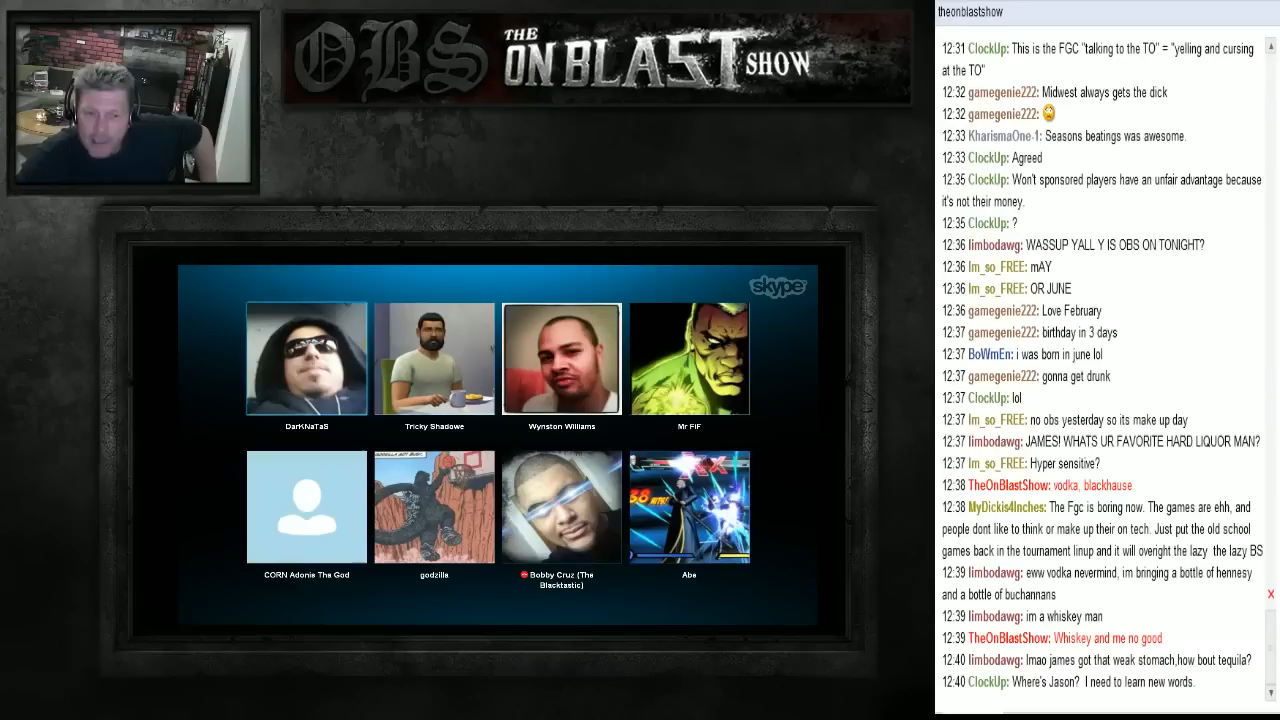 OBS
THE
ON BLAST SHOW
skype
DarKNaTaS
Tricky Shadowe
Wynston Williams
Mr FIF
CORN Adonis The God
godzilla
Bobby Cruz (The
Blacktastic)
Abe
theonblastshow
12:31 ClockUp: This is the FGC "talking to the TO" = "yelling and cursing
at the TO"
12:32 gamegenie222: Midwest always gets the dick
12:32 gamegenie222:
12:33 KharismaOne-1: Seasons beatings was awesome.
12:33 ClockUp: Agreed
12:35 ClockUp: Won't sponsored players have an unfair advantage because
it's not their money.
12:35 ClockUp: ?
12:36 limbodawg: WASSUP YALL Y IS OBS ON TONIGHT?
12:36 Im_so_FREE: mAY
12:36 Im_so_FREE: OR JUNE
12:36 gamegenie222: Love February
12:37 gamegenie222: birthday in 3 days
12:37 BoWmEn: i was born in june lol
12:37 gamegenie222: gonna get drunk
12:37 ClockUp: lol
12:37 Im_so_FREE: no obs yesterday so its make up day
12:37 limbodawg: JAMES! WHATS UR FAVORITE HARD LIQUOR MAN?
12:37 Im_so_FREE: Hyper sensitive?
12:38 TheOnBlastShow: vodka, blackhause
12:38 MyDickis4Inches: The Fgc is boring now. The games are ehh, and
people dont like to think or make up their on tech. Just put the old school
games back in the tournament linup and it will overight the lazy the lazy BS
12:39 limbodawg: eww vodka nevermind, im bringing a bottle of hennesy
and a bottle of buchannans
12:39 limbodawg: im a whiskey man
12:39 TheOnBlastShow: Whiskey and me no good
12:40 limbodawg: lmao james got that weak stomach,how bout tequila?
12:40 ClockUp: Where's Jason? I need to learn new words.